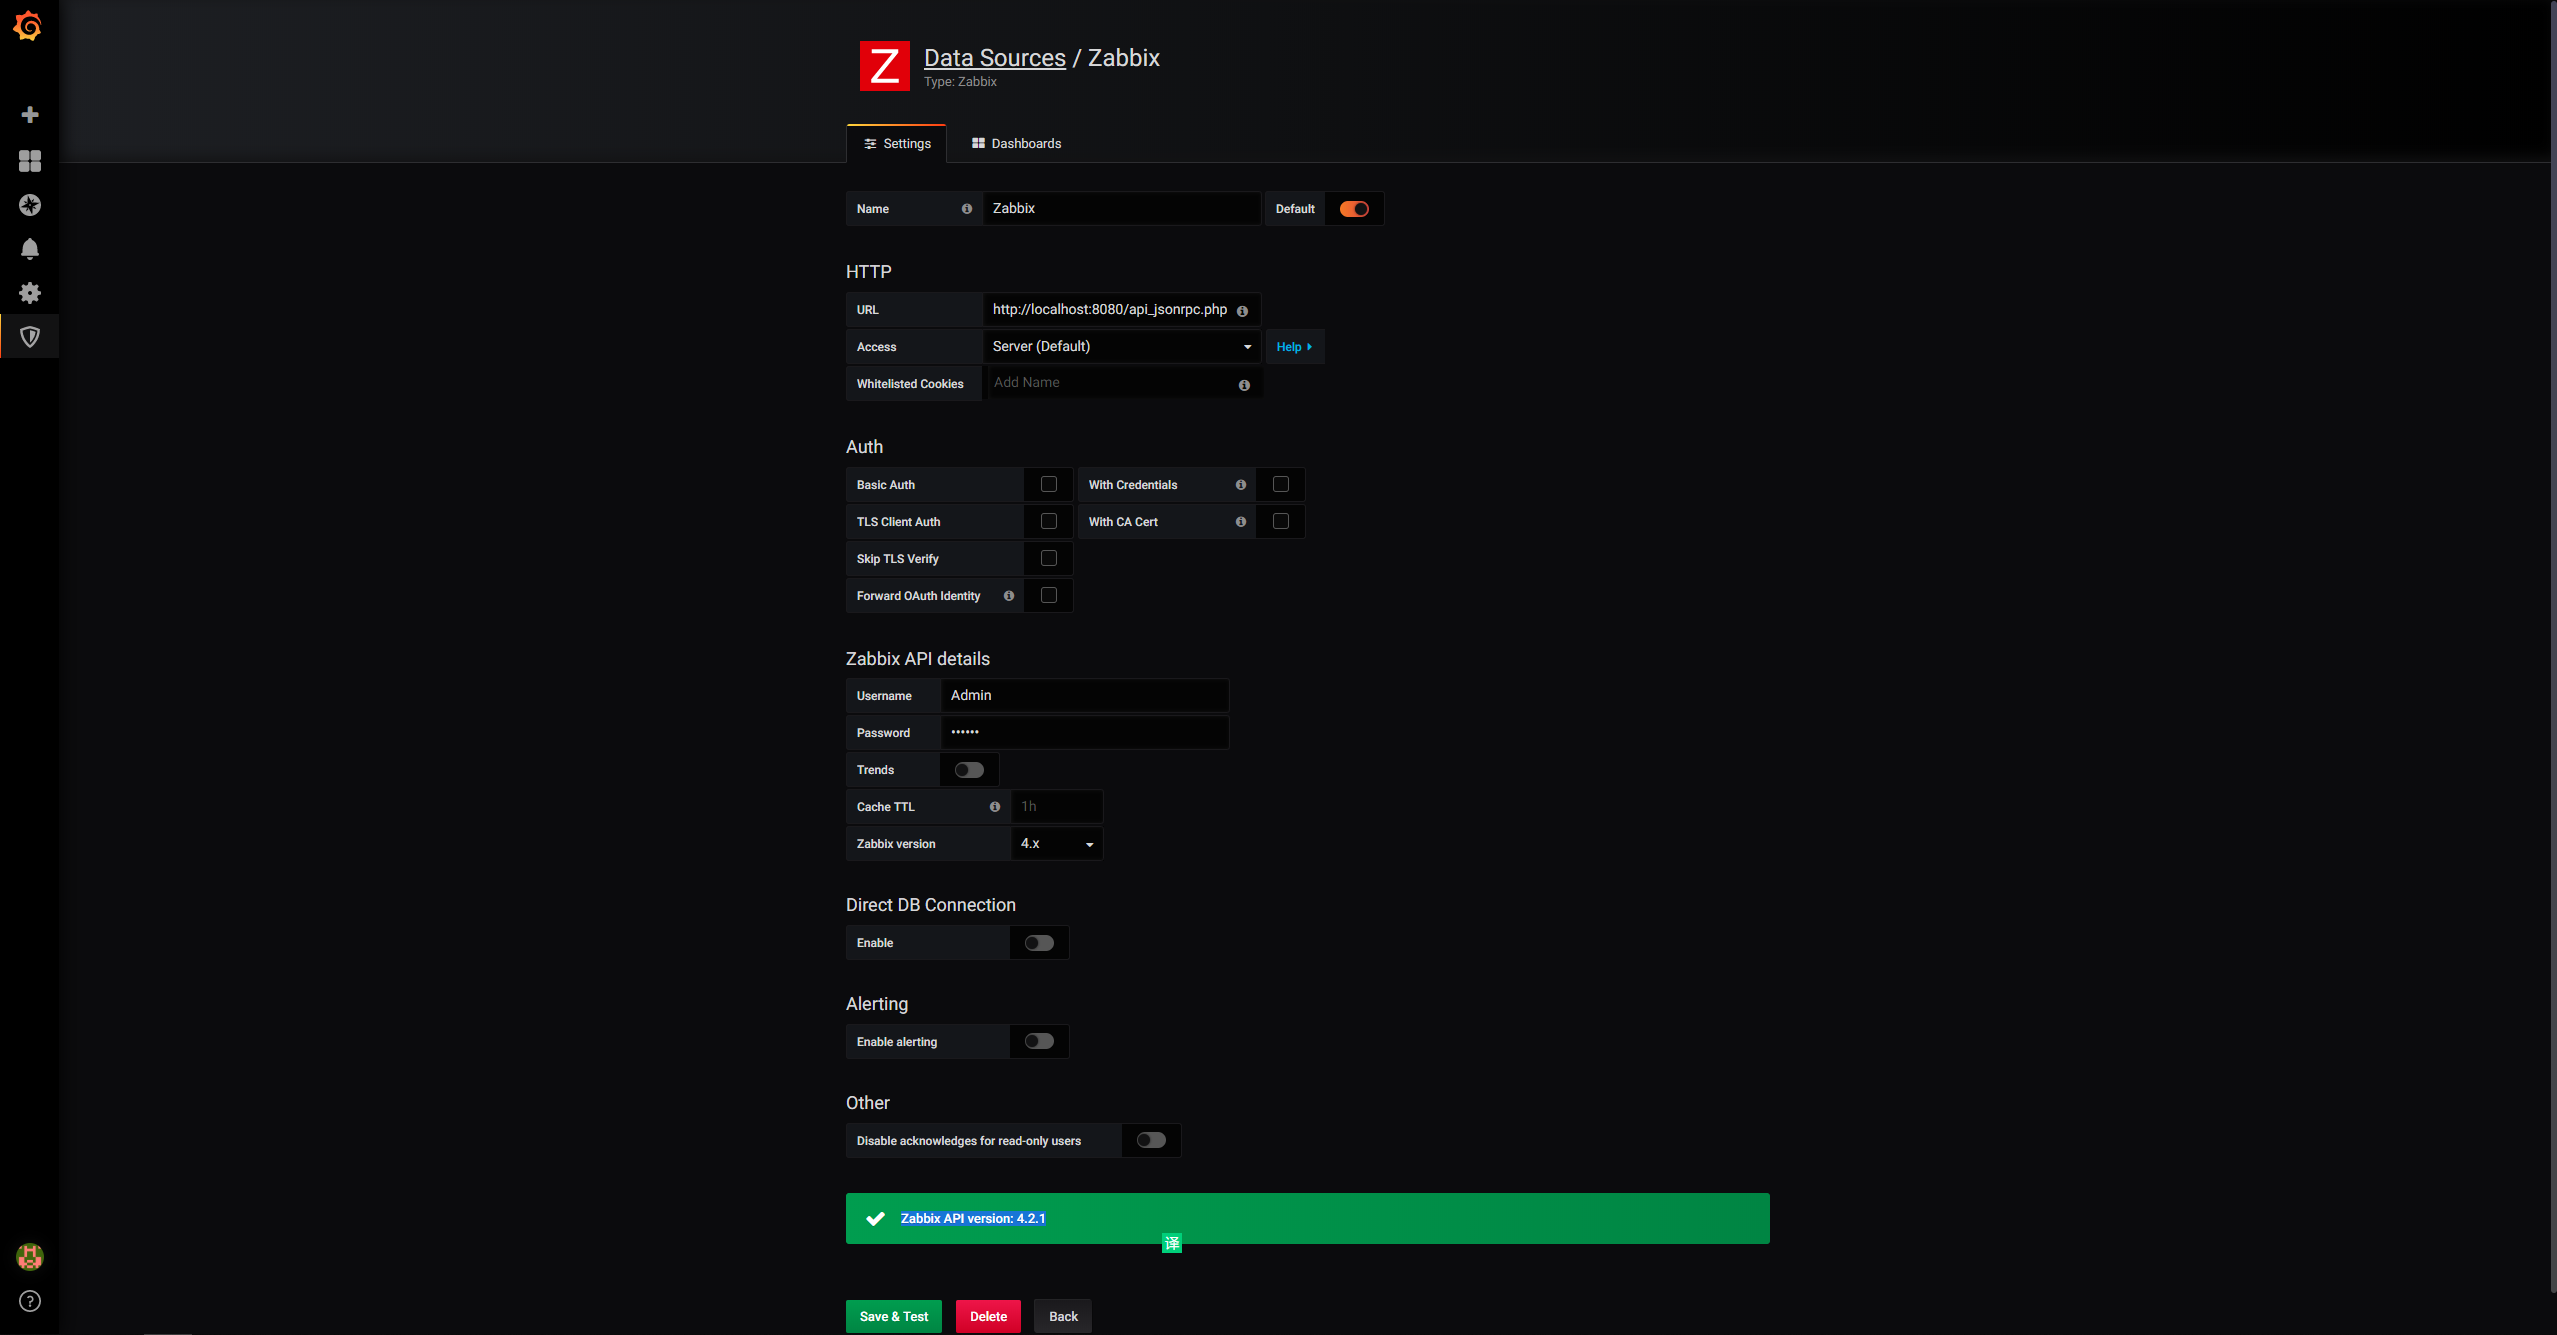 Z
Data Sources / Zabbix
Type: Zabbix
Settings
Dashboards
Name
Zabbix
Default
HTTP
URL
http://localhost:8080/api_jsonrpc.php
Access
Server (Default)
Help
Whitelisted Cookies
Add Name
Auth
Basic Auth
With Credentials
TLS Client Auth
With CA Cert
Skip TLS Verify
Forward OAuth Identity
Zabbix API details
Username
Admin
Password
••••••
Trends
Cache TTL
1h
Zabbix version
4.x
Direct DB Connection
Enable
Alerting
Enable alerting
Other
Disable acknowledges for read-only users
Zabbix API version: 4.2.1
译
Save & Test
Delete
Back